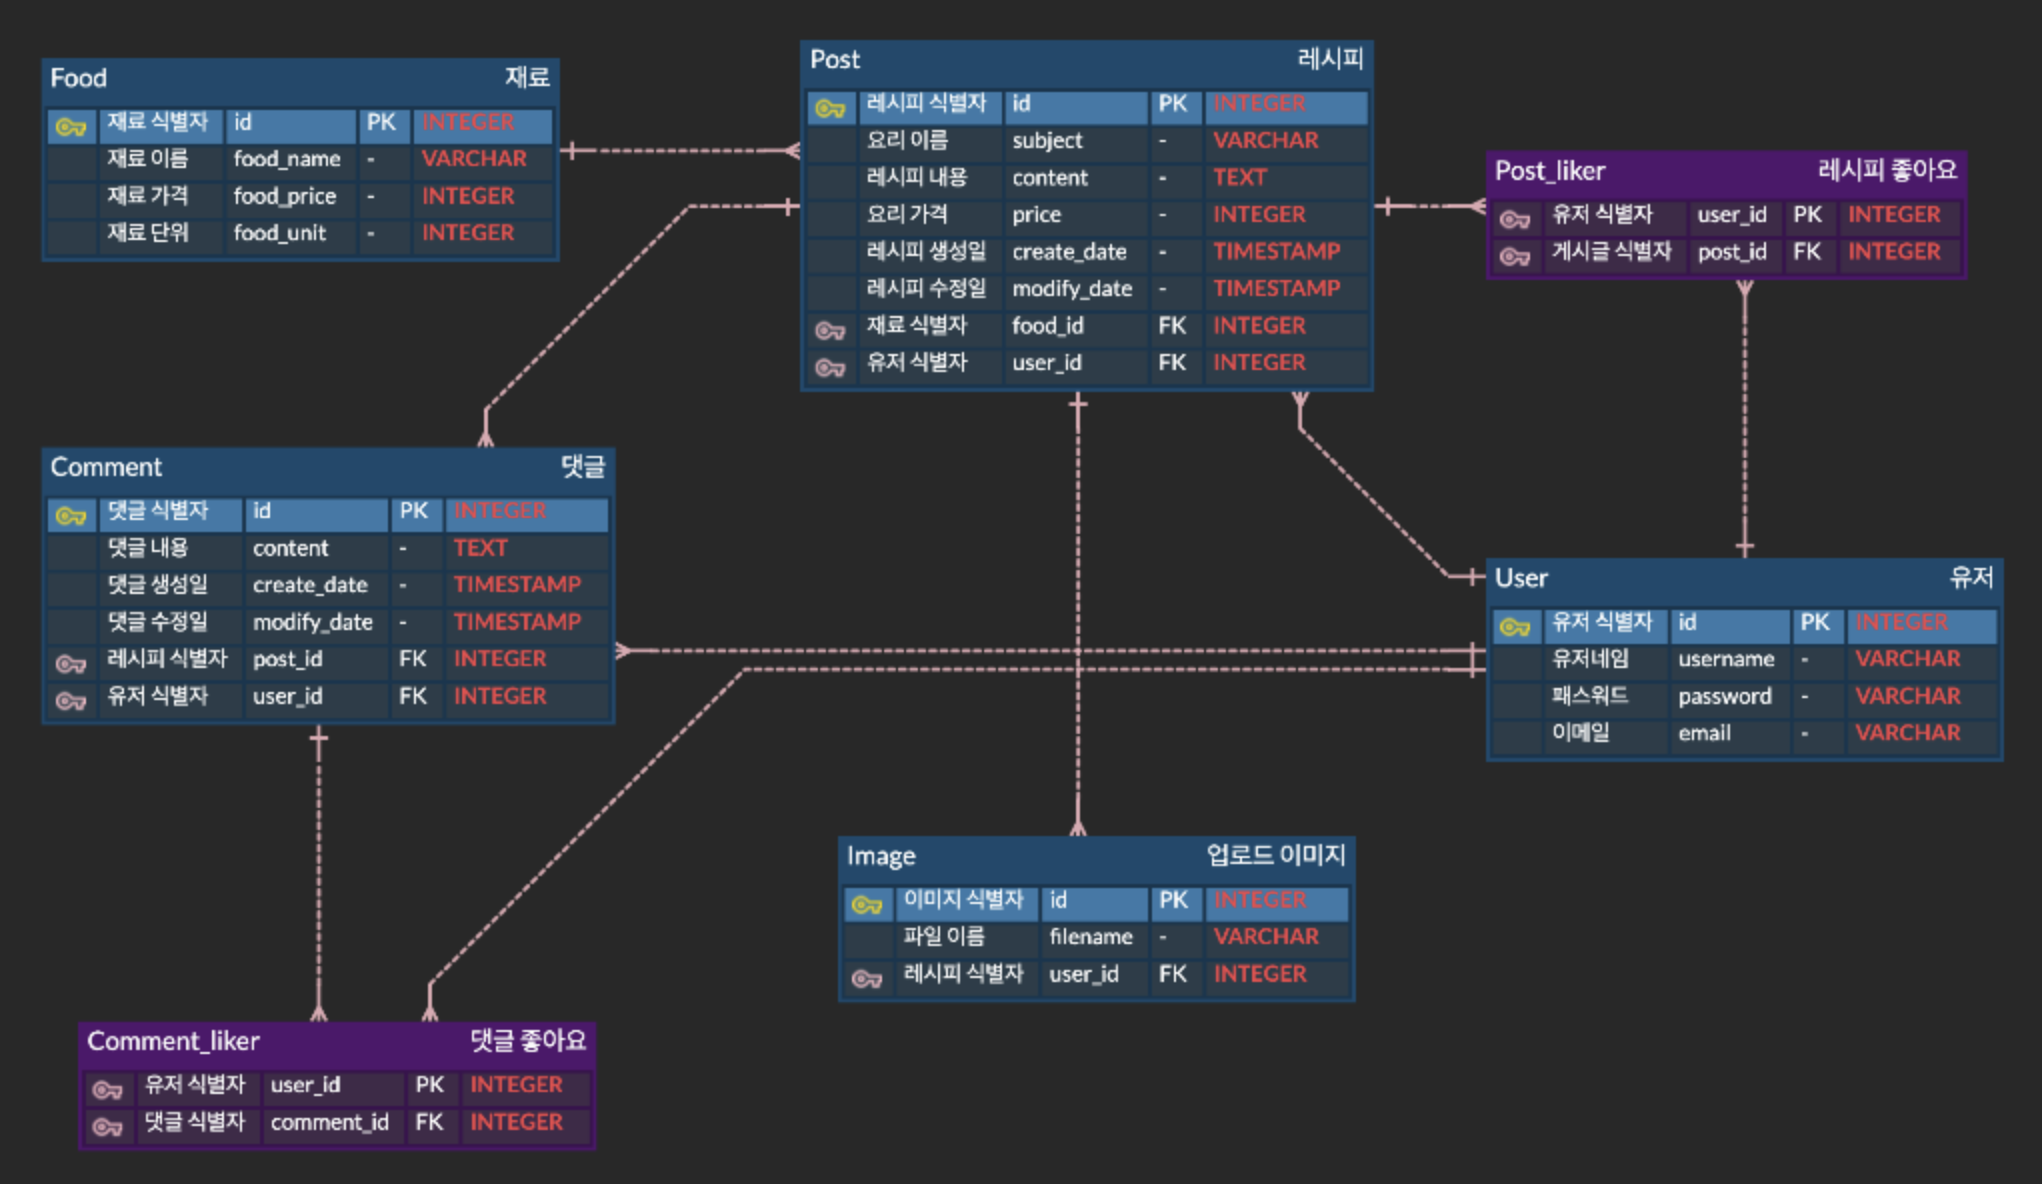 Food 재료
재료 식별자 id PK INTEGER
재료 이름 food_name - VARCHAR
재료 가격 food_price - INTEGER
재료 단위 food_unit - INTEGER
Post 레시피
레시피 식별자 id PK INTEGER
요리 이름 subject - VARCHAR
레시피 내용 content - TEXT
요리 가격 price - INTEGER
레시피 생성일 create_date - TIMESTAMP
레시피 수정일 modify_date - TIMESTAMP
재료 식별자 food_id FK INTEGER
유저 식별자 user_id FK INTEGER
Post_liker 레시피 좋아요
유저 식별자 user_id PK INTEGER
게시글 식별자 post_id FK INTEGER
Comment 댓글
댓글 식별자 id PK INTEGER
댓글 내용 content - TEXT
댓글 생성일 create_date - TIMESTAMP
댓글 수정일 modify_date - TIMESTAMP
레시피 식별자 post_id FK INTEGER
유저 식별자 user_id FK INTEGER
User 유저
유저 식별자 id PK INTEGER
유저네임 username - VARCHAR
패스워드 password - VARCHAR
이메일 email - VARCHAR
Image 업로드 이미지
이미지 식별자 id PK INTEGER
파일 이름 filename - VARCHAR
레시피 식별자 user_id FK INTEGER
Comment_liker 댓글 좋아요
유저 식별자 user_id PK INTEGER
댓글 식별자 comment_id FK INTEGER